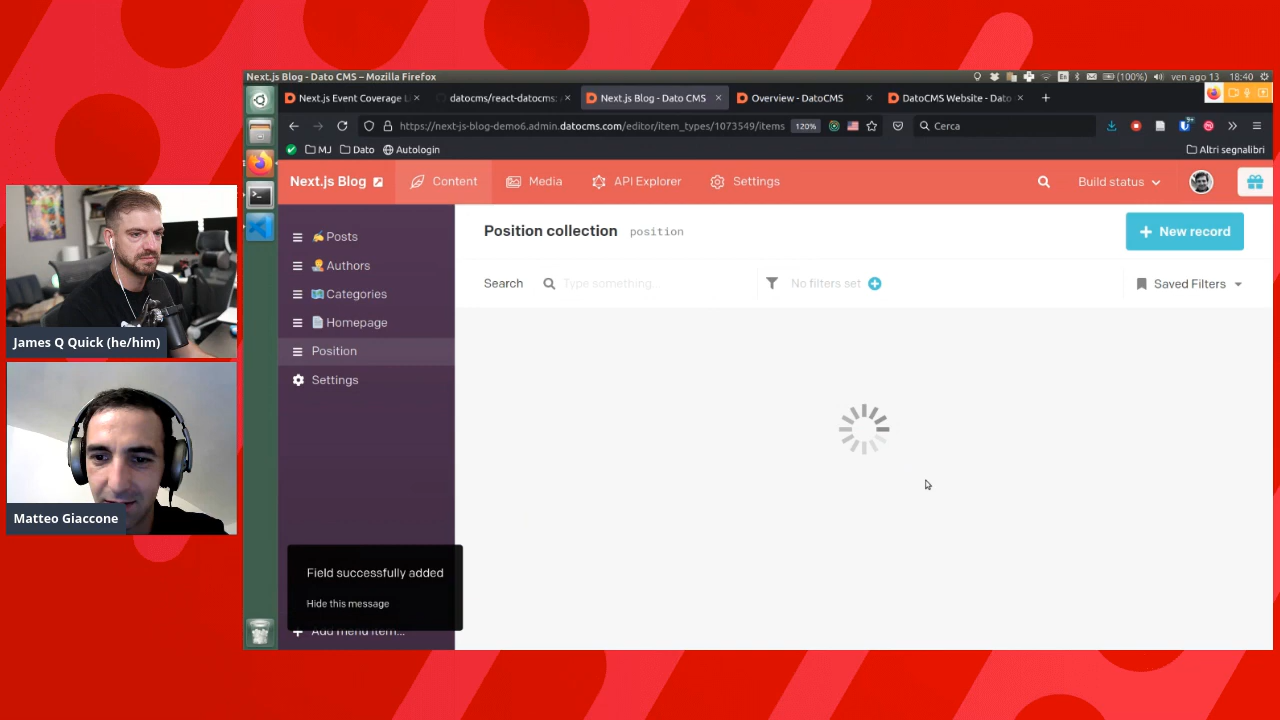 Next.js Blog - Dato CMS – Mozilla Firefox
En
(100%)
ven ago 13
18:40
Next.js Event Coverage L
datocms/react-datocms:
Next.js Blog - Dato CMS
Overview - DatoCMS
DatoCMS Website - Dato
https://next-js-blog-demo6.admin.datocms.com/editor/item_types/1073549/items
120%
Cerca
MJ
Dato
Autologin
Altri segnalibri
Next.js Blog
Content
Media
API Explorer
Settings
Build status
Posts
Authors
Categories
Homepage
Position
Settings
Position collection
position
New record
Search
Type something...
No filters set
Saved Filters
Field successfully added
Hide this message
Add menu item...
James Q Quick (he/him)
Matteo Giaccone